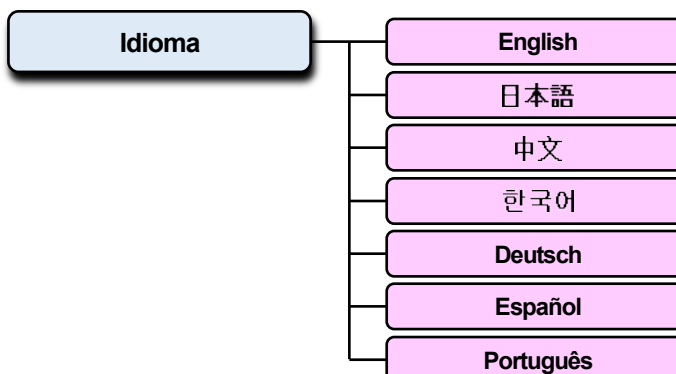 Idioma
English
日本語
中文
한국어
Deutsch
Español
Português